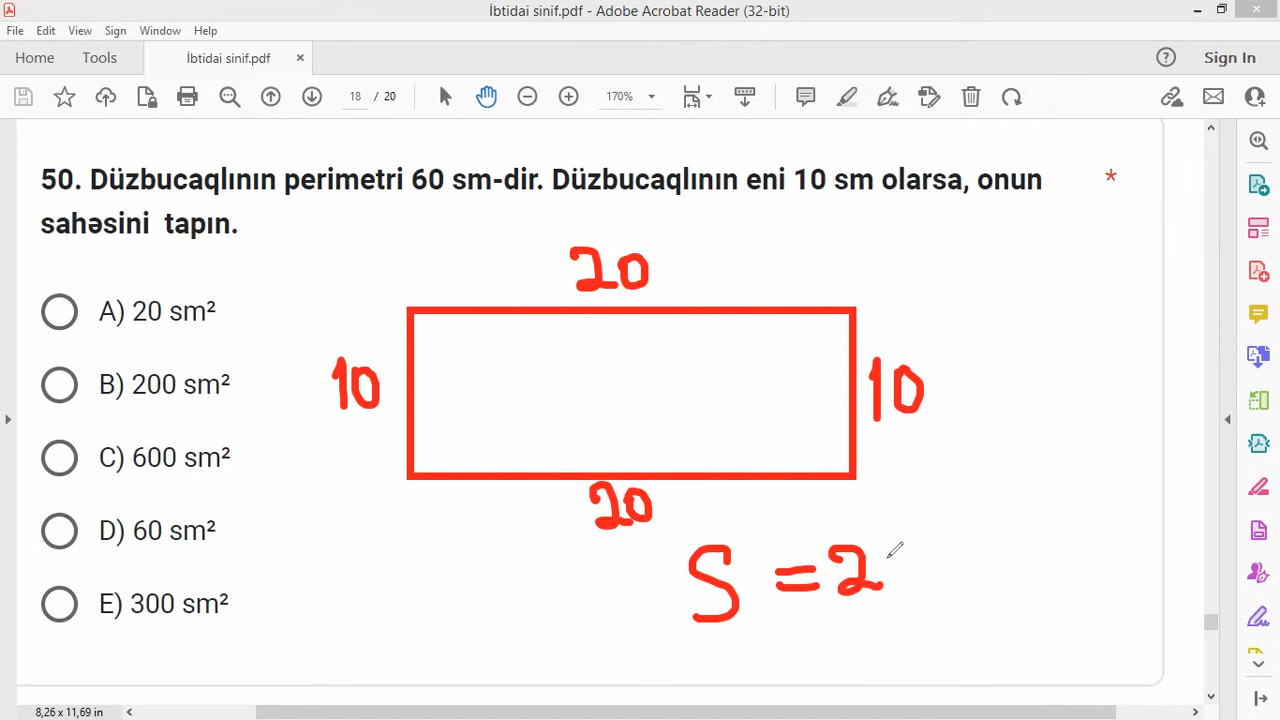 İbtidai sinif.pdf - Adobe Acrobat Reader (32-bit)
File Edit View Sign Window Help
Home Tools İbtidai sinif.pdf × ? Sign In
18 / 20 170%
50. Düzbucaqlının perimetri 60 sm-dir. Düzbucaqlının eni 10 sm olarsa, onun *
sahəsini tapın.
20
A) 20 sm²
B) 200 sm²
10 10
C) 600 sm²
20
D) 60 sm²
S = 2
E) 300 sm²
8,26 x 11,69 in